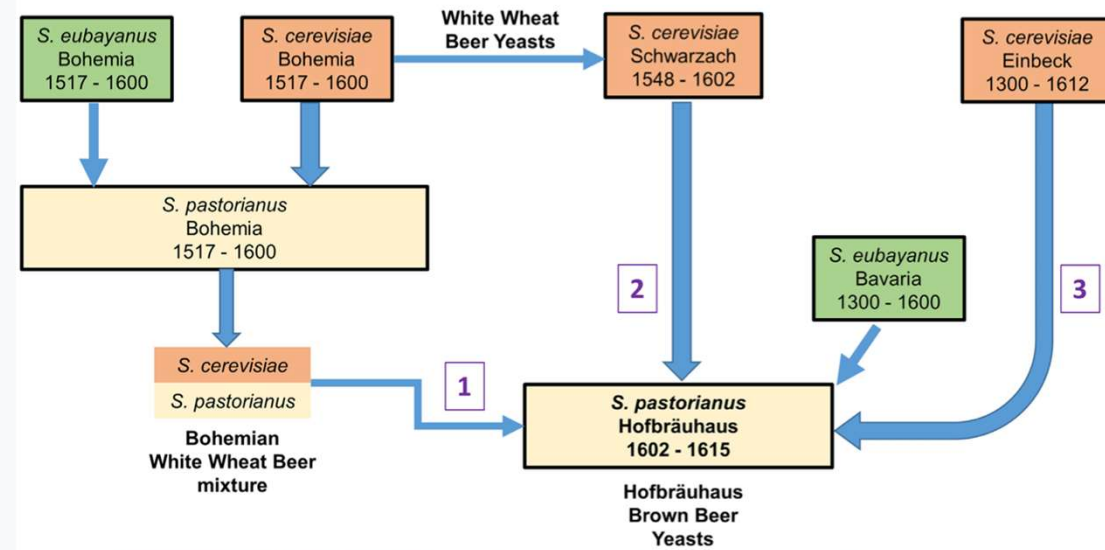 S. eubayanus
Bohemia
1517 - 1600
S. cerevisiae
Bohemia
1517 - 1600
White Wheat
Beer Yeasts
S. cerevisiae
Schwarzach
1548 - 1602
S. cerevisiae
Einbeck
1300 - 1612
S. pastorianus
Bohemia
1517 - 1600
S. eubayanus
Bavaria
1300 - 1600
2
3
S. cerevisiae
S. pastorianus
1
Bohemian
White Wheat Beer
mixture
S. pastorianus
Hofbräuhaus
1602 - 1615
Hofbräuhaus
Brown Beer
Yeasts